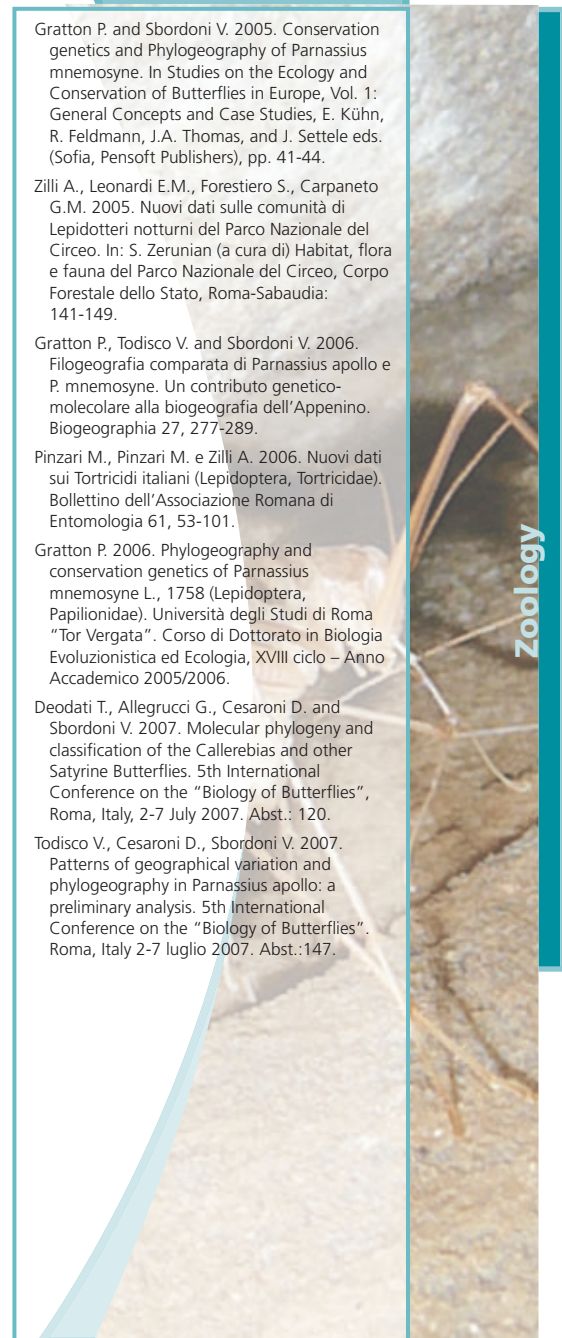 Gratton P. and Sbordoni V. 2005. Conservation
genetics and Phylogeography of Parnassius
mnemosyne. In Studies on the Ecology and
Conservation of Butterflies in Europe, Vol. 1:
General Concepts and Case Studies, E. Kühn,
R. Feldmann, J.A. Thomas, and J. Settele eds.
(Sofia, Pensoft Publishers), pp. 41-44.
Zilli A., Leonardi E.M., Forestiero S., Carpaneto
G.M. 2005. Nuovi dati sulle comunità di
Lepidotteri notturni del Parco Nazionale del
Circeo. In: S. Zerunian (a cura di) Habitat, flora
e fauna del Parco Nazionale del Circeo, Corpo
Forestale dello Stato, Roma-Sabaudia:
141-149.
Gratton P., Todisco V. and Sbordoni V. 2006.
Filogeografia comparata di Parnassius apollo e
P. mnemosyne. Un contributo genetico-
molecolare alla biogeografia dell’Appenino.
Biogeographia 27, 277-289.
Pinzari M., Pinzari M. e Zilli A. 2006. Nuovi dati
sui Tortricidi italiani (Lepidoptera, Tortricidae).
Bollettino dell’Associazione Romana di
Entomologia 61, 53-101.
Gratton P. 2006. Phylogeography and
conservation genetics of Parnassius
mnemosyne L., 1758 (Lepidoptera,
Papilionidae). Università degli Studi di Roma
“Tor Vergata”. Corso di Dottorato in Biologia
Evoluzionistica ed Ecologia, XVIII ciclo – Anno
Accademico 2005/2006.
Deodati T., Allegrucci G., Cesaroni D. and
Sbordoni V. 2007. Molecular phylogeny and
classification of the Callerebias and other
Satyrine Butterflies. 5th International
Conference on the “Biology of Butterflies”,
Roma, Italy, 2-7 July 2007. Abst.: 120.
Todisco V., Cesaroni D., Sbordoni V. 2007.
Patterns of geographical variation and
phylogeography in Parnassius apollo: a
preliminary analysis. 5th International
Conference on the “Biology of Butterflies”.
Roma, Italy 2-7 luglio 2007. Abst.:147.
Zoology